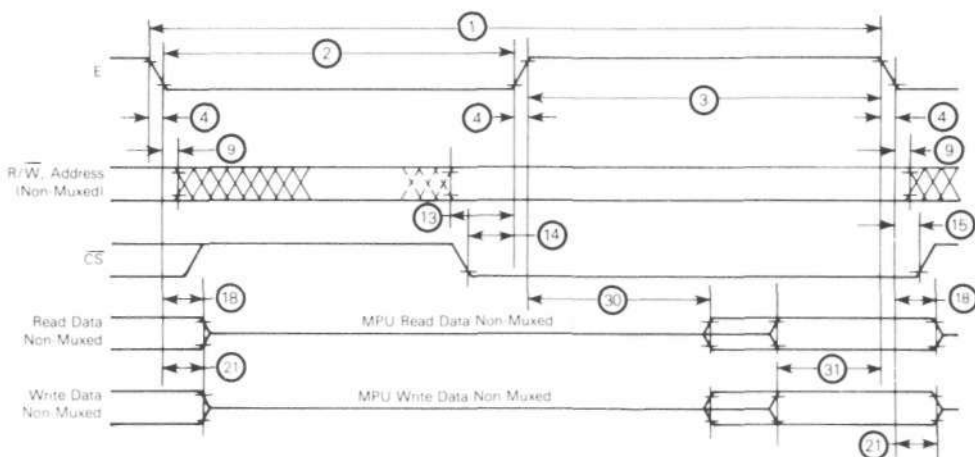 1
2
E
3
4
4
4
9
9
R/W̅, Address
(Non-Muxed)
13
14
15
C̅S̅
18
30
18
Read Data
Non-Muxed
MPU Read Data Non-Muxed
21
31
Write Data
Non-Muxed
MPU Write Data Non-Muxed
21